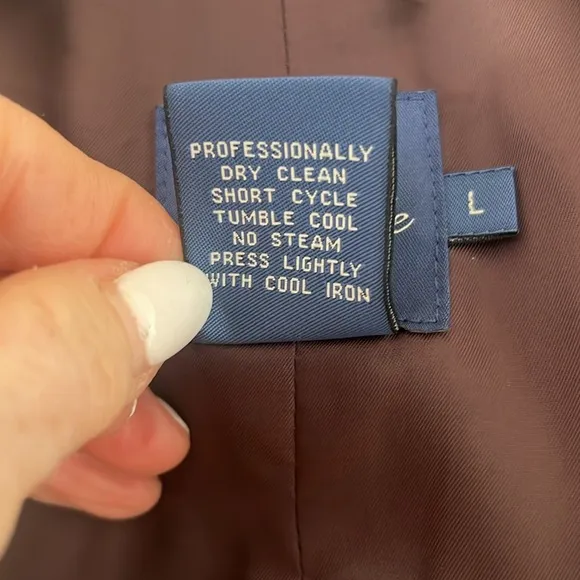 PROFESSIONALLY
DRY CLEAN
SHORT CYCLE
TUMBLE COOL
NO STEAM
PRESS LIGHTLY
WITH COOL IRON
e
L